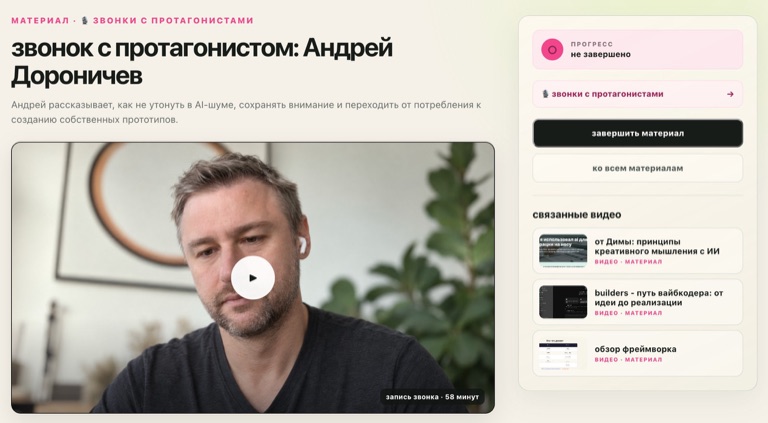 МАТЕРИАЛ · ЗВОНКИ С ПРОТАГОНИСТАМИ
звонок с протагонистом: Андрей
Дороничев
Андрей рассказывает, как не утонуть в AI-шуме, сохранять внимание и переходить от потребления к
созданию собственных прототипов.
запись звонка · 58 минут
ПРОГРЕСС
не завершено
звонки с протагонистами →
завершить материал
ко всем материалам
связанные видео
от Димы: принципы
креативного мышления с ИИ
ВИДЕО · МАТЕРИАЛ
builders - путь вайбкодера: от
идеи до реализации
ВИДЕО · МАТЕРИАЛ
обзор фреймворка
ВИДЕО · МАТЕРИАЛ